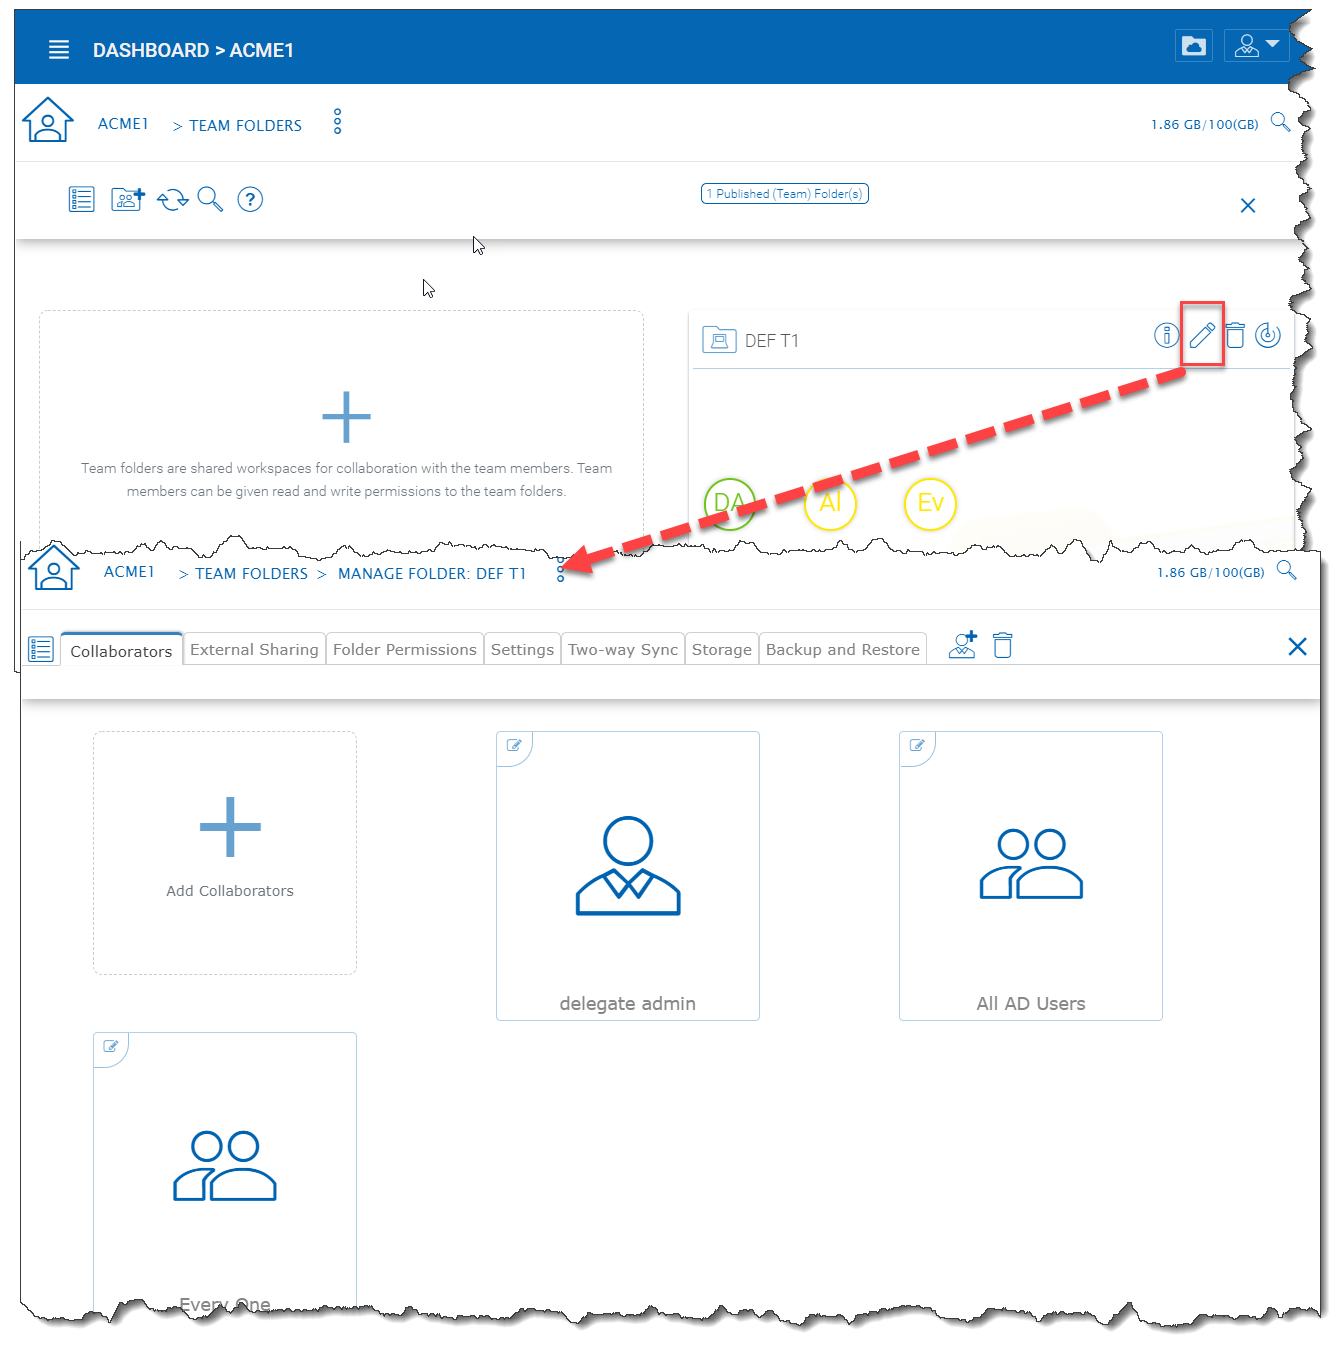 DASHBOARD > ACME1
ACME1 > TEAM FOLDERS
1.86 GB/100(GB)
1 Published (Team) Folder(s)
DEF T1
Team folders are shared workspaces for collaboration with the team members. Team
members can be given read and write permissions to the team folders.
DA Al Ev
ACME1 > TEAM FOLDERS > MANAGE FOLDER: DEF T1
1.86 GB/100(GB)
Collaborators External Sharing Folder Permissions Settings Two-way Sync Storage Backup and Restore
Add Collaborators
delegate admin
All AD Users
Every One